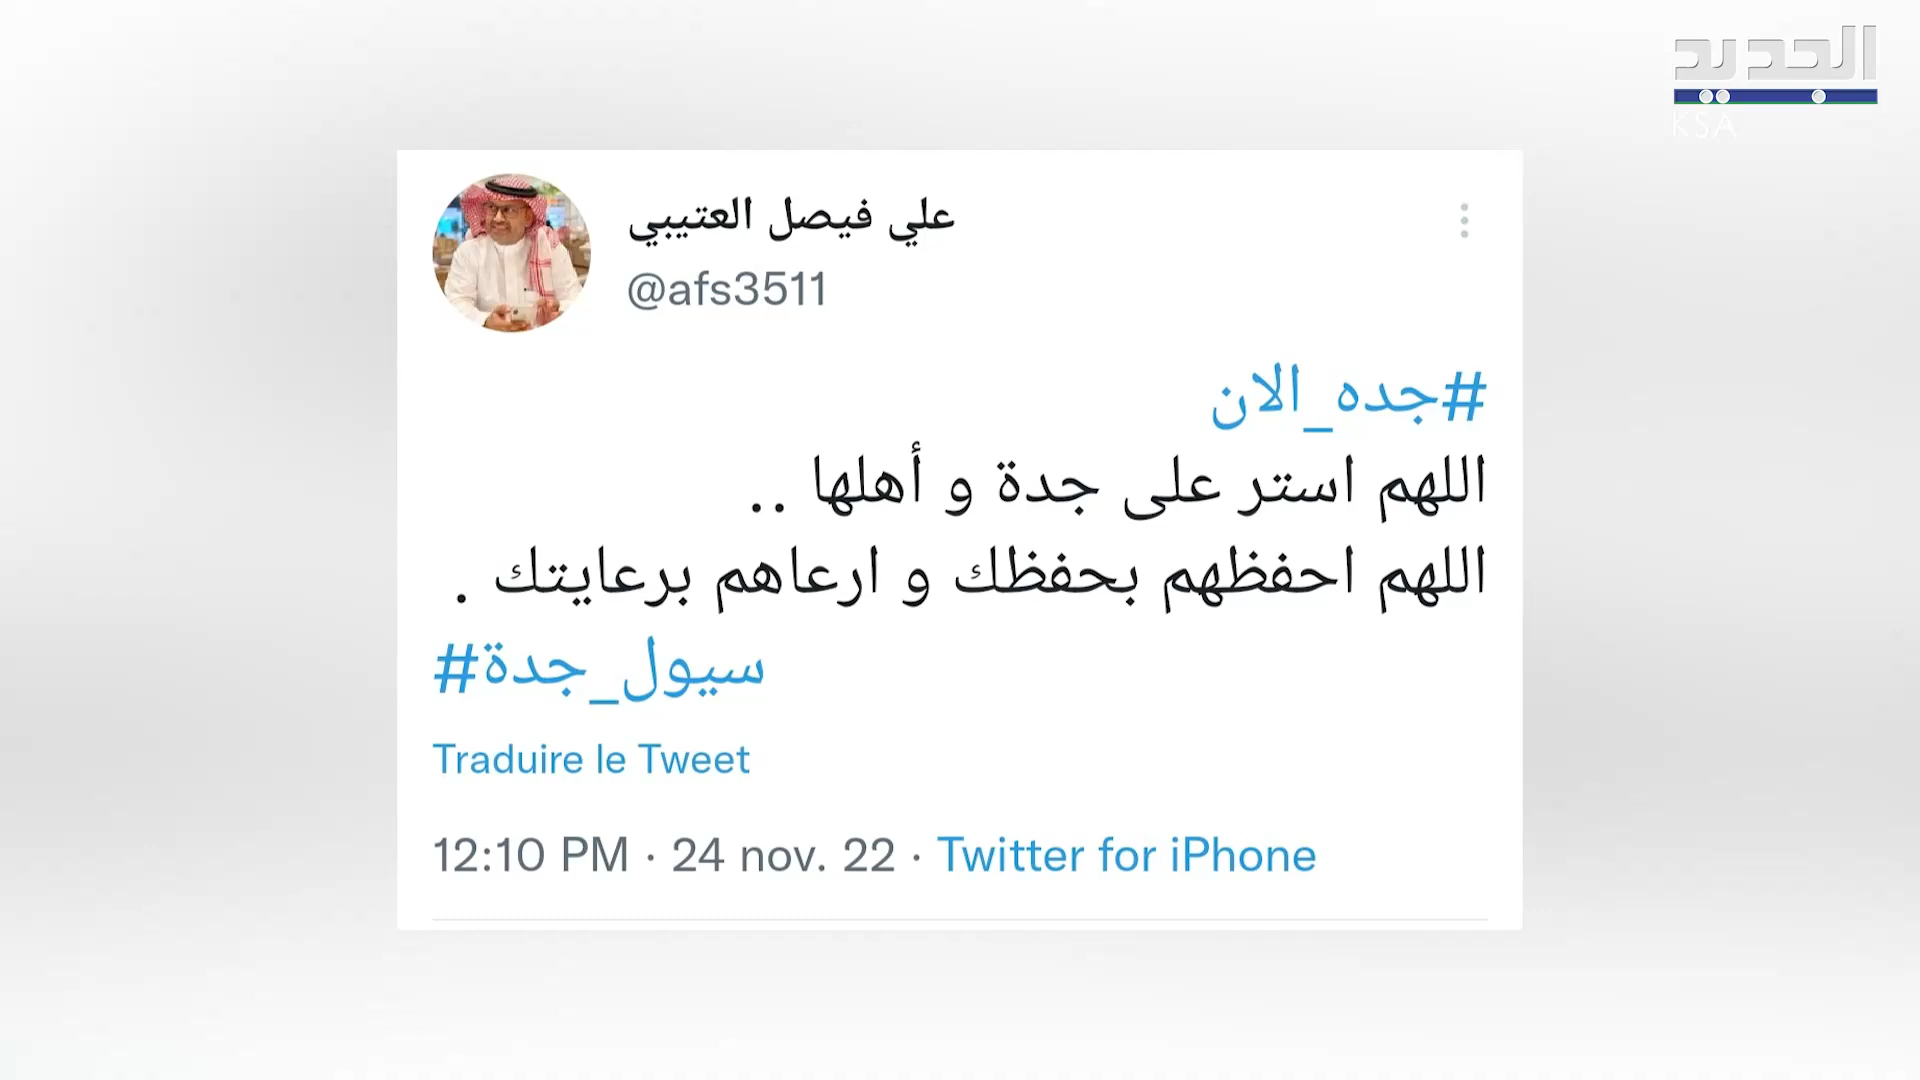 الجديد
KSA
علي فيصل العتيبي
@afs3511
#جده_الان
اللهم استر على جدة و أهلها ..
اللهم احفظهم بحفظك و ارعاهم برعايتك .
#سيول_جدة
Traduire le Tweet
12:10 PM · 24 nov. 22 · Twitter for iPhone